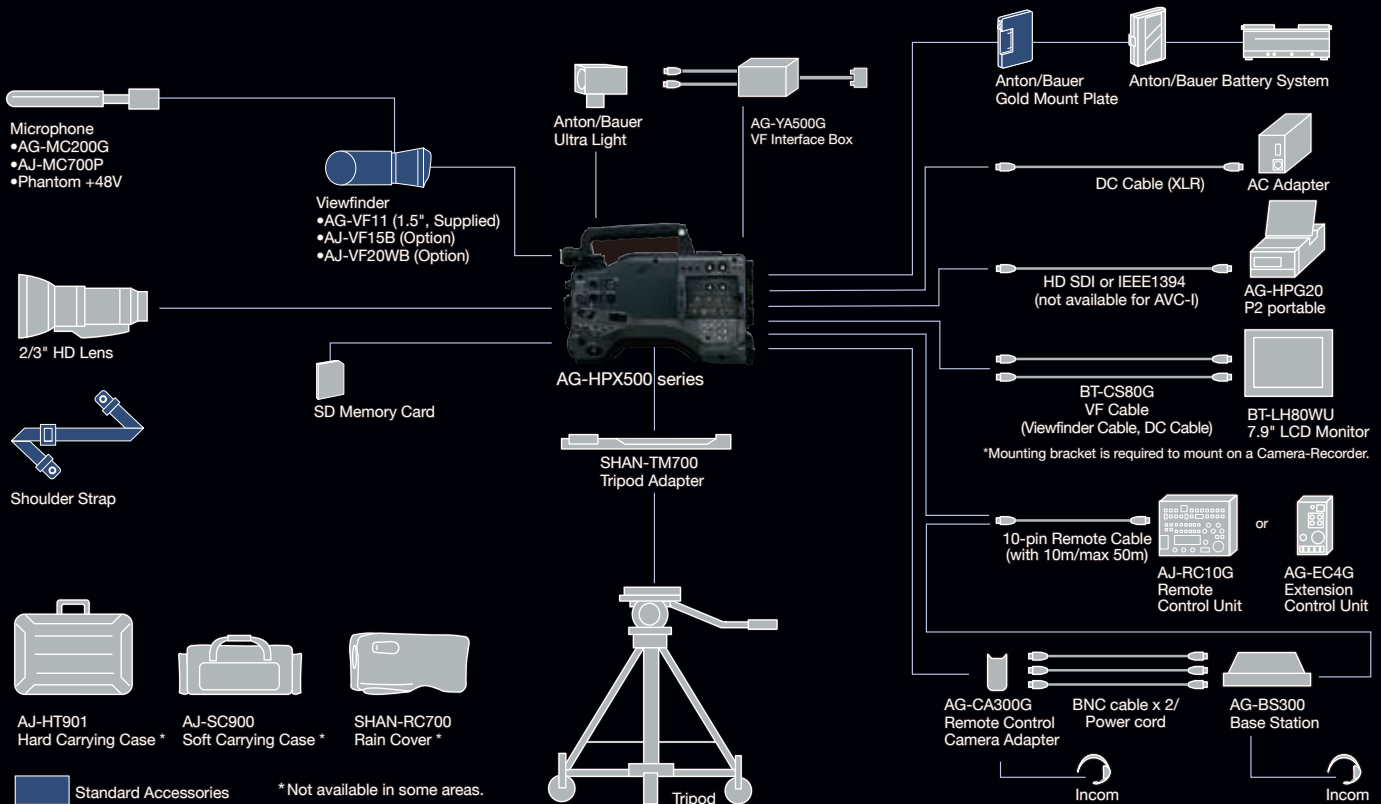 Microphone
•AG-MC200G
•AJ-MC700P
•Phantom +48V
Viewfinder
•AG-VF11 (1.5", Supplied)
•AJ-VF15B (Option)
•AJ-VF20WB (Option)
Anton/Bauer
Ultra Light
AG-YA500G
VF Interface Box
Anton/Bauer
Gold Mount Plate
Anton/Bauer Battery System
DC Cable (XLR)
AC Adapter
HD SDI or IEEE1394
(not available for AVC-I)
AG-HPG20
P2 portable
2/3" HD Lens
SD Memory Card
AG-HPX500 series
BT-CS80G
VF Cable
(Viewfinder Cable, DC Cable)
BT-LH80WU
7.9" LCD Monitor
*Mounting bracket is required to mount on a Camera-Recorder.
Shoulder Strap
SHAN-TM700
Tripod Adapter
10-pin Remote Cable
(with 10m/max 50m)
AJ-RC10G
Remote
Control Unit
or
AG-EC4G
Extension
Control Unit
AJ-HT901
Hard Carrying Case *
AJ-SC900
Soft Carrying Case *
SHAN-RC700
Rain Cover *
AG-CA300G
Remote Control
Camera Adapter
BNC cable x 2/
Power cord
AG-BS300
Base Station
Standard Accessories
*Not available in some areas.
Tripod
Incom
Incom